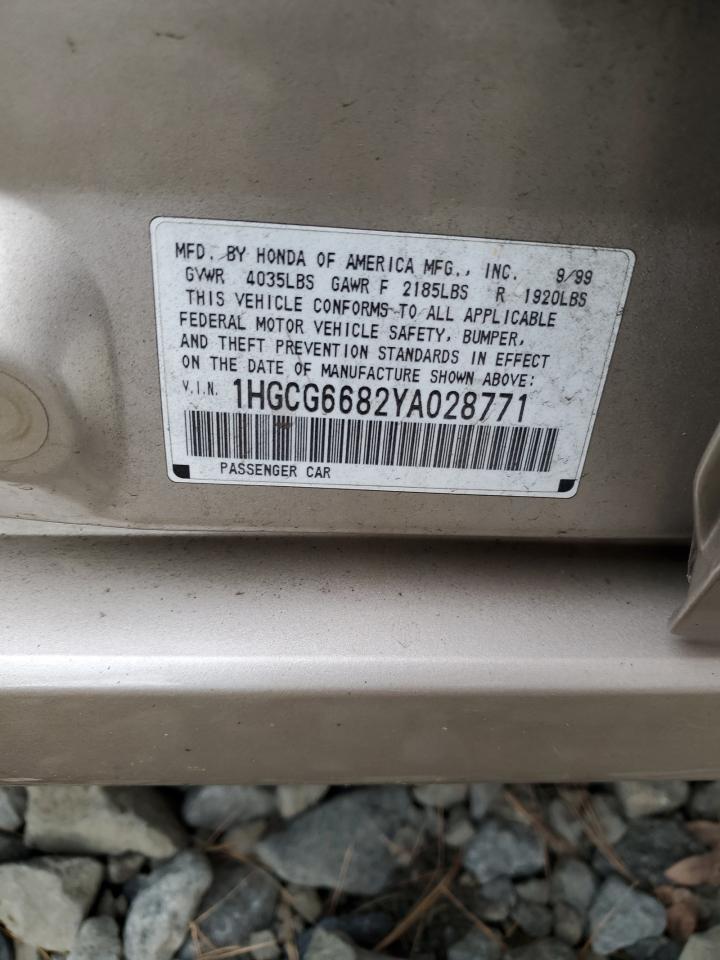 MFD. BY HONDA OF AMERICA MFG., INC. 9/99
GVWR 4035LBS GAWR F 2185LBS R 1920LBS
THIS VEHICLE CONFORMS TO ALL APPLICABLE
FEDERAL MOTOR VEHICLE SAFETY, BUMPER,
AND THEFT PREVENTION STANDARDS IN EFFECT
ON THE DATE OF MANUFACTURE SHOWN ABOVE:
V.I.N. 1HGCG6682YA028771
PASSENGER CAR